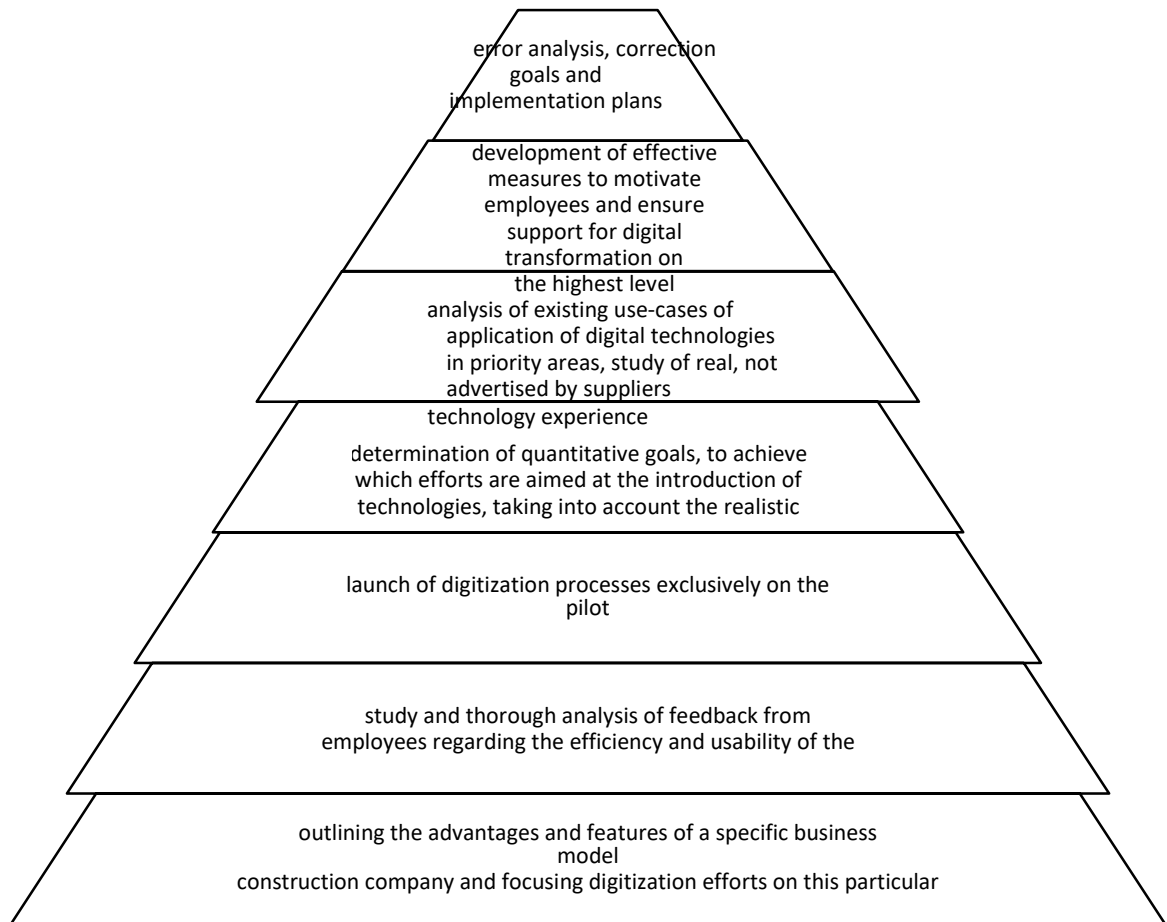 error analysis, correction
goals and
implementation plans
development of effective
measures to motivate
employees and ensure
support for digital
transformation on
the highest level
analysis of existing use-cases of
application of digital technologies
in priority areas, study of real, not
advertised by suppliers
technology experience
determination of quantitative goals, to achieve
which efforts are aimed at the introduction of
technologies, taking into account the realistic
launch of digitization processes exclusively on the
pilot
study and thorough analysis of feedback from
employees regarding the efficiency and usability of the
outlining the advantages and features of a specific business
model
construction company and focusing digitization efforts on this particular